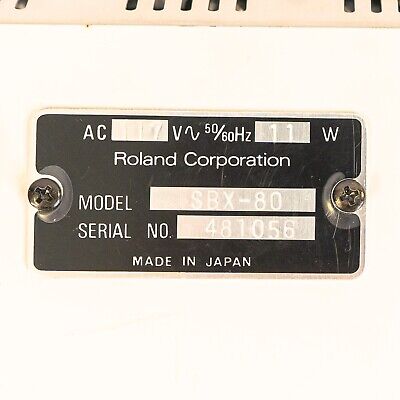 AC V∿ 50/60Hz 11 W
Roland Corporation
MODEL SBX-80
SERIAL NO. 481056
MADE IN JAPAN